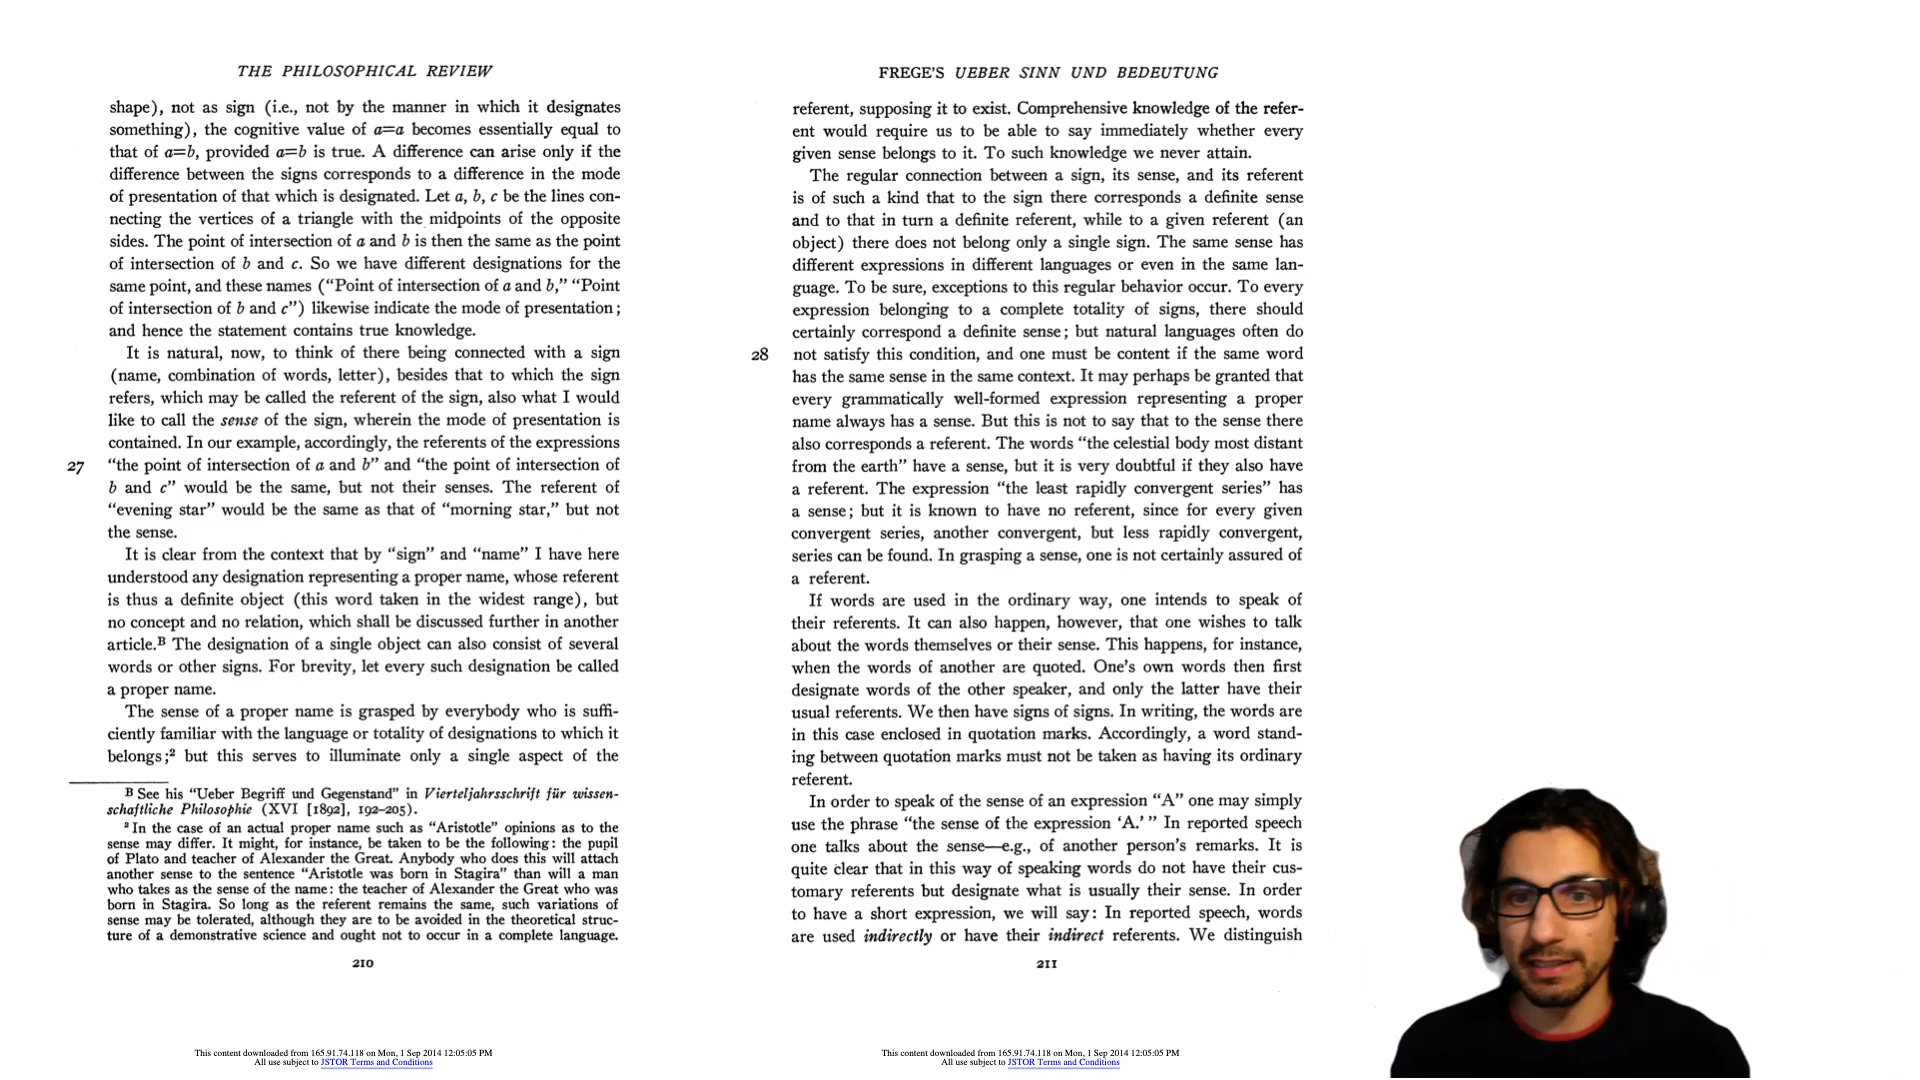 THE PHILOSOPHICAL REVIEW
shape), not as sign (i.e., not by the manner in which it designates
something), the cognitive value of a=a becomes essentially equal to
that of a=b, provided a=b is true. A difference can arise only if the
difference between the signs corresponds to a difference in the mode
of presentation of that which is designated. Let a, b, c be the lines con-
necting the vertices of a triangle with the midpoints of the opposite
sides. The point of intersection of a and b is then the same as the point
of intersection of b and c. So we have different designations for the
same point, and these names (“Point of intersection of a and b,” “Point
of intersection of b and c”) likewise indicate the mode of presentation;
and hence the statement contains true knowledge.
It is natural, now, to think of there being connected with a sign
(name, combination of words, letter), besides that to which the sign
refers, which may be called the referent of the sign, also what I would
like to call the sense of the sign, wherein the mode of presentation is
contained. In our example, accordingly, the referents of the expressions
27 “the point of intersection of a and b” and “the point of intersection of
b and c” would be the same, but not their senses. The referent of
“evening star” would be the same as that of “morning star,” but not
the sense.
It is clear from the context that by “sign” and “name” I have here
understood any designation representing a proper name, whose referent
is thus a definite object (this word taken in the widest range), but
no concept and no relation, which shall be discussed further in another
article.B The designation of a single object can also consist of several
words or other signs. For brevity, let every such designation be called
a proper name.
The sense of a proper name is grasped by everybody who is suffi-
ciently familiar with the language or totality of designations to which it
belongs;² but this serves to illuminate only a single aspect of the
B See his “Ueber Begriff und Gegenstand” in Vierteljahrsschrift für wissen-
schaftliche Philosophie (XVI [1892], 192–205).
² In the case of an actual proper name such as “Aristotle” opinions as to the
sense may differ. It might, for instance, be taken to be the following: the pupil
of Plato and teacher of Alexander the Great. Anybody who does this will attach
another sense to the sentence “Aristotle was born in Stagira” than will a man
who takes as the sense of the name: the teacher of Alexander the Great who was
born in Stagira. So long as the referent remains the same, such variations of
sense may be tolerated, although they are to be avoided in the theoretical struc-
ture of a demonstrative science and ought not to occur in a complete language.
210
This content downloaded from 165.91.74.118 on Mon, 1 Sep 2014 12:05:05 PM
All use subject to JSTOR Terms and Conditions
FREGE'S UEBER SINN UND BEDEUTUNG
referent, supposing it to exist. Comprehensive knowledge of the refer-
ent would require us to be able to say immediately whether every
given sense belongs to it. To such knowledge we never attain.
The regular connection between a sign, its sense, and its referent
is of such a kind that to the sign there corresponds a definite sense
and to that in turn a definite referent, while to a given referent (an
object) there does not belong only a single sign. The same sense has
different expressions in different languages or even in the same lan-
guage. To be sure, exceptions to this regular behavior occur. To every
expression belonging to a complete totality of signs, there should
certainly correspond a definite sense; but natural languages often do
28 not satisfy this condition, and one must be content if the same word
has the same sense in the same context. It may perhaps be granted that
every grammatically well-formed expression representing a proper
name always has a sense. But this is not to say that to the sense there
also corresponds a referent. The words “the celestial body most distant
from the earth” have a sense, but it is very doubtful if they also have
a referent. The expression “the least rapidly convergent series” has
a sense; but it is known to have no referent, since for every given
convergent series, another convergent, but less rapidly convergent,
series can be found. In grasping a sense, one is not certainly assured of
a referent.
If words are used in the ordinary way, one intends to speak of
their referents. It can also happen, however, that one wishes to talk
about the words themselves or their sense. This happens, for instance,
when the words of another are quoted. One's own words then first
designate words of the other speaker, and only the latter have their
usual referents. We then have signs of signs. In writing, the words are
in this case enclosed in quotation marks. Accordingly, a word stand-
ing between quotation marks must not be taken as having its ordinary
referent.
In order to speak of the sense of an expression “A” one may simply
use the phrase “the sense of the expression ‘A.’ ” In reported speech
one talks about the sense—e.g., of another person's remarks. It is
quite clear that in this way of speaking words do not have their cus-
tomary referents but designate what is usually their sense. In order
to have a short expression, we will say: In reported speech, words
are used indirectly or have their indirect referents. We distinguish
211
This content downloaded from 165.91.74.118 on Mon, 1 Sep 2014 12:05:05 PM
All use subject to JSTOR Terms and Conditions